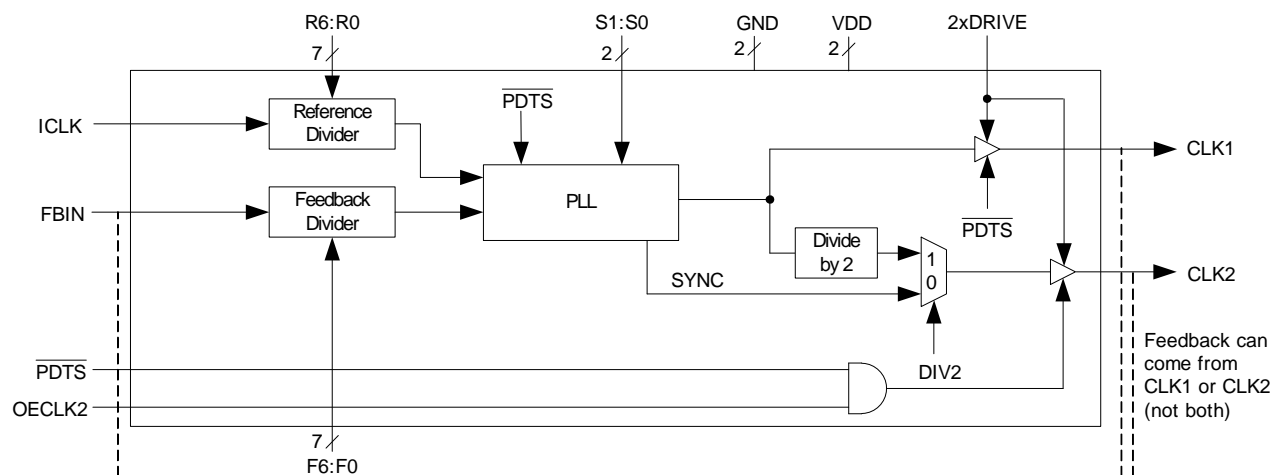 R6:R0
S1:S0
GND
VDD
2xDRIVE
7
2
2
2
ICLK
Reference
Divider
PDTS
CLK1
FBIN
Feedback
Divider
PLL
PDTS
Divide
by 2
1
0
CLK2
SYNC
DIV2
PDTS
OECLK2
Feedback can
come from
CLK1 or CLK2
(not both)
7
F6:F0